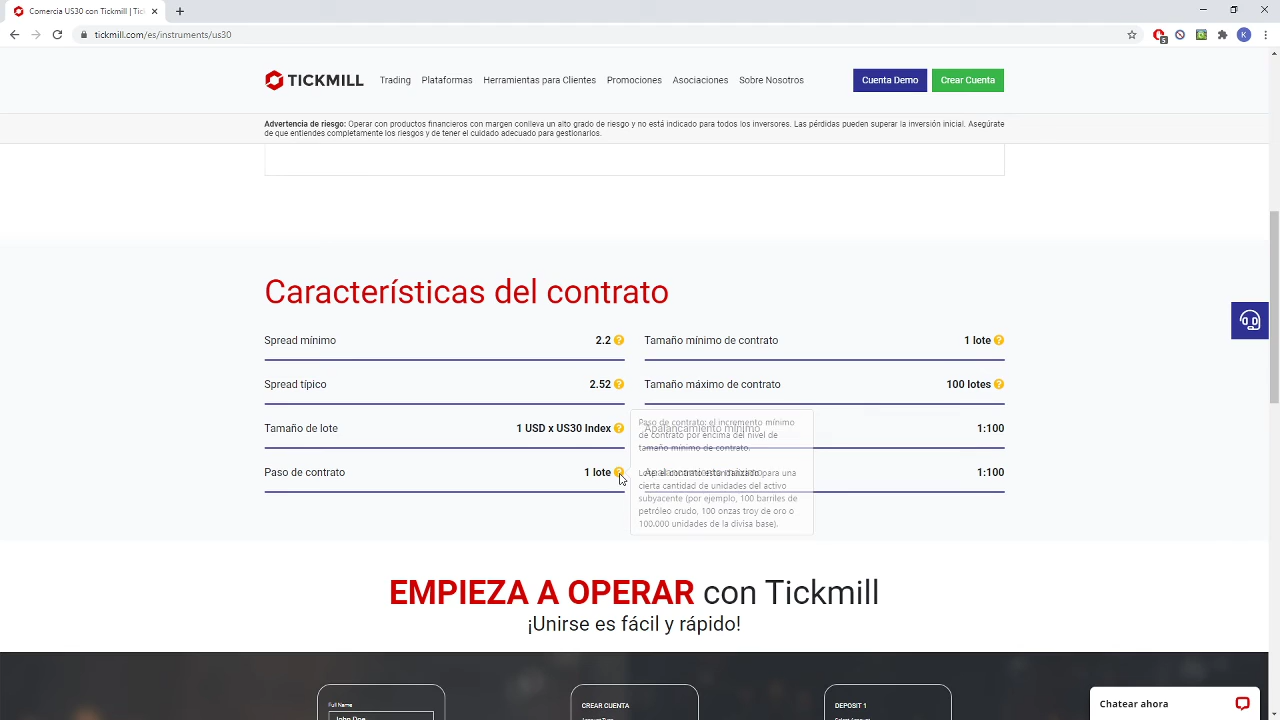 Comercia US30 con Tickmill | Tick
tickmill.com/es/instruments/us30
5
K
TICKMILL
Trading
Plataformas
Herramientas para Clientes
Promociones
Asociaciones
Sobre Nosotros
Cuenta Demo
Crear Cuenta
Advertencia de riesgo: Operar con productos financieros con margen conlleva un alto grado de riesgo y no está indicado para todos los inversores. Las pérdidas pueden superar la inversión inicial. Asegúrate
de que entiendes completamente los riesgos y de tener el cuidado adecuado para gestionarlos.
Características del contrato
Spread mínimo 2.2 ?
Tamaño mínimo de contrato 1 lote ?
Spread típico 2.52 ?
Tamaño máximo de contrato 100 lotes ?
Tamaño de lote 1 USD x US30 Index ?
Apalancamiento mínimo 1:100
Paso de contrato 1 lote ?
1:100
Paso de contrato: el incremento mínimo
de contrato por encima del nivel de
tamaño mínimo de contrato.
cierta cantidad de unidades del activo
subyacente (por ejemplo, 100 barriles de
petróleo crudo, 100 onzas troy de oro o
100.000 unidades de la divisa base).
EMPIEZA A OPERAR con Tickmill
¡Unirse es fácil y rápido!
Full Name
John Doe
CREAR CUENTA
DEPOSIT 1
Chatear ahora